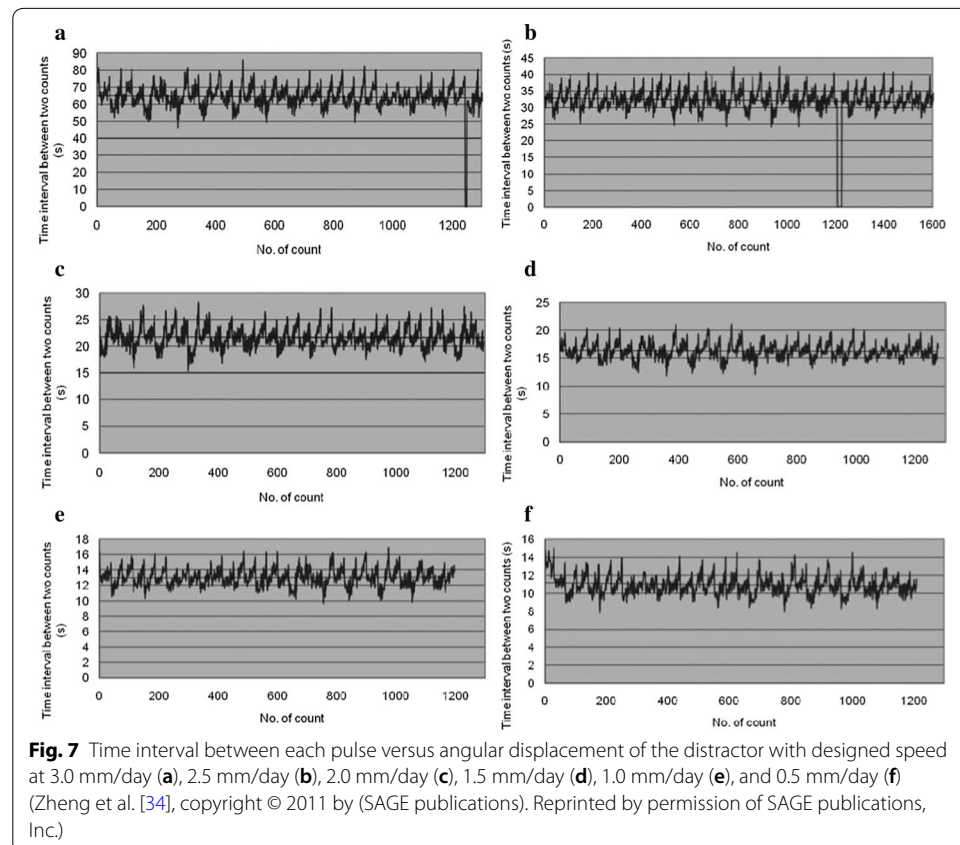 a
90
80
70
60
50
40
30
20
10
0
0 200 400 600 800 1000 1200
Time interval between two counts
(s)
No. of count
b
45
40
35
30
25
20
15
10
5
0
0 200 400 600 800 1000 1200 1400 1600
Time interval between two counts (s)
No. of count
c
30
25
20
15
10
5
0
0 200 400 600 800 1000 1200
Time interval between two counts
(s)
No. of count
d
25
20
15
10
5
0
0 200 400 600 800 1000 1200
Time interval between two counts
(s)
No. of count
e
18
16
14
12
10
8
6
4
2
0
0 200 400 600 800 1000 1200
Time interval between two counts
(s)
No. of count
f
16
14
12
10
8
6
4
2
0
0 200 400 600 800 1000 1200
Time interval between two counts (s)
No. of count
Fig. 7 Time interval between each pulse versus angular displacement of the distractor with designed speed
at 3.0 mm/day (a), 2.5 mm/day (b), 2.0 mm/day (c), 1.5 mm/day (d), 1.0 mm/day (e), and 0.5 mm/day (f)
(Zheng et al. [34], copyright © 2011 by (SAGE publications). Reprinted by permission of SAGE publications,
Inc.)